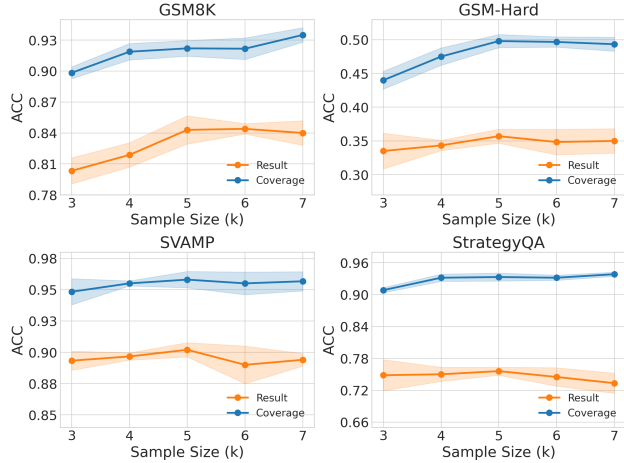 GSM8K
ACC
0.93
0.90
0.87
0.84
0.81
0.78
Result
Coverage
3 4 5 6 7
Sample Size (k)
GSM-Hard
ACC
0.50
0.45
0.40
0.35
0.30
Result
Coverage
3 4 5 6 7
Sample Size (k)
SVAMP
ACC
0.98
0.95
0.93
0.90
0.88
0.85
Result
Coverage
3 4 5 6 7
Sample Size (k)
StrategyQA
ACC
0.96
0.90
0.84
0.78
0.72
0.66
Result
Coverage
3 4 5 6 7
Sample Size (k)